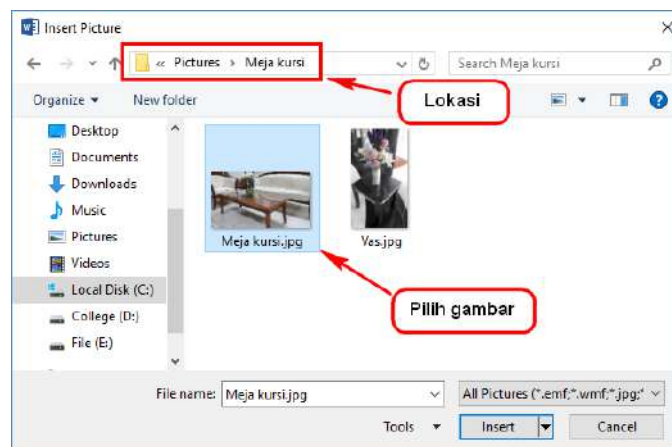 Insert Picture
« Pictures › Meja kursi
Search Meja kursi
Lokasi
Organize
New folder
Desktop
Documents
Downloads
Music
Pictures
Videos
Local Disk (C:)
College (D:)
File (E:)
Meja kursi.jpg
Vas.jpg
Pilih gambar
File name: Meja kursi.jpg
All Pictures (*.emf;*.wmf;*.jpg;*
Tools
Insert
Cancel